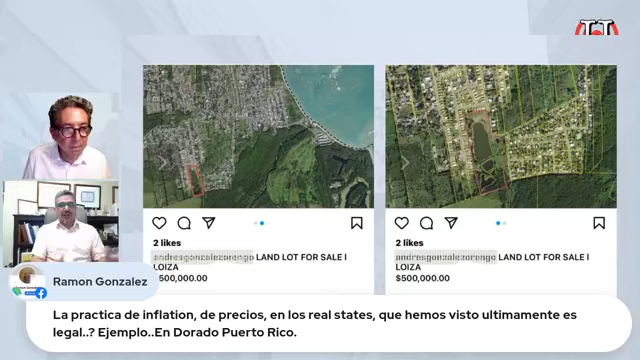 2 likes
andresgonzalezorengo LAND LOT FOR SALE I
LOIZA
500,000.00
2 likes
andresgonzalezorengo LAND LOT FOR SALE I
LOIZA
$500,000.00
Ramon Gonzalez
La practica de inflation, de precios, en los real states, que hemos visto ultimamente es
legal..? Ejemplo..En Dorado Puerto Rico.